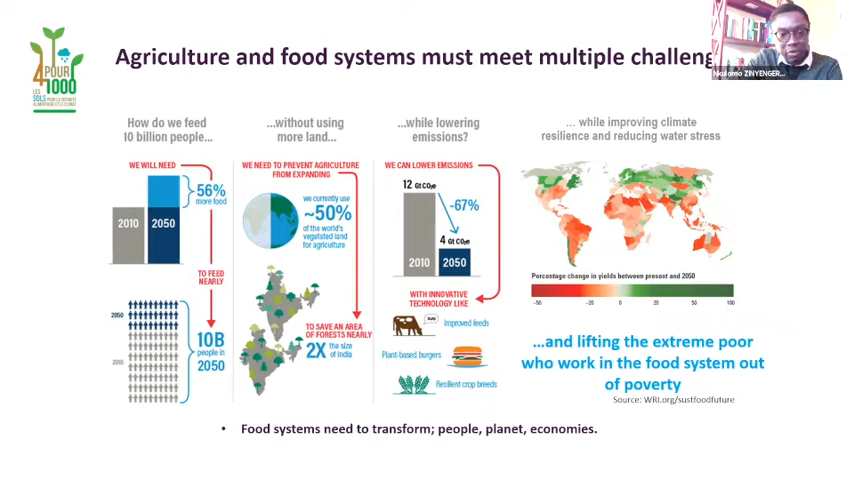 Agriculture and food systems must meet multiple challeng
4 POUR
1000
LES
SOLS POUR LA SÉCURITÉ
ALIMENTAIRE ET LE CLIMAT
How do we feed
10 billion people...
WE WILL NEED
56%
more food
2010
2050
TO FEED
NEARLY
2050
2010
10B
people in
2050
...without using
more land...
WE NEED TO PREVENT AGRICULTURE
FROM EXPANDING
we currently use
~50%
of the world's
vegetated land
for agriculture
TO SAVE AN AREA
OF FORESTS NEARLY
2X the size
of India
...while lowering
emissions?
WE CAN LOWER EMISSIONS
12 Gt CO₂e
-67%
4 Gt CO₂e
2010
2050
WITH INNOVATIVE
TECHNOLOGY LIKE
Improved feeds
Plant-based burgers
Resilient crop breeds
... while improving climate
resilience and reducing water stress
Percentage change in yields between present and 2050
-50 -20 0 20 50 100
...and lifting the extreme poor
who work in the food system out
of poverty
Source: WRI.org/sustfoodfuture
• Food systems need to transform; people, planet, economies.